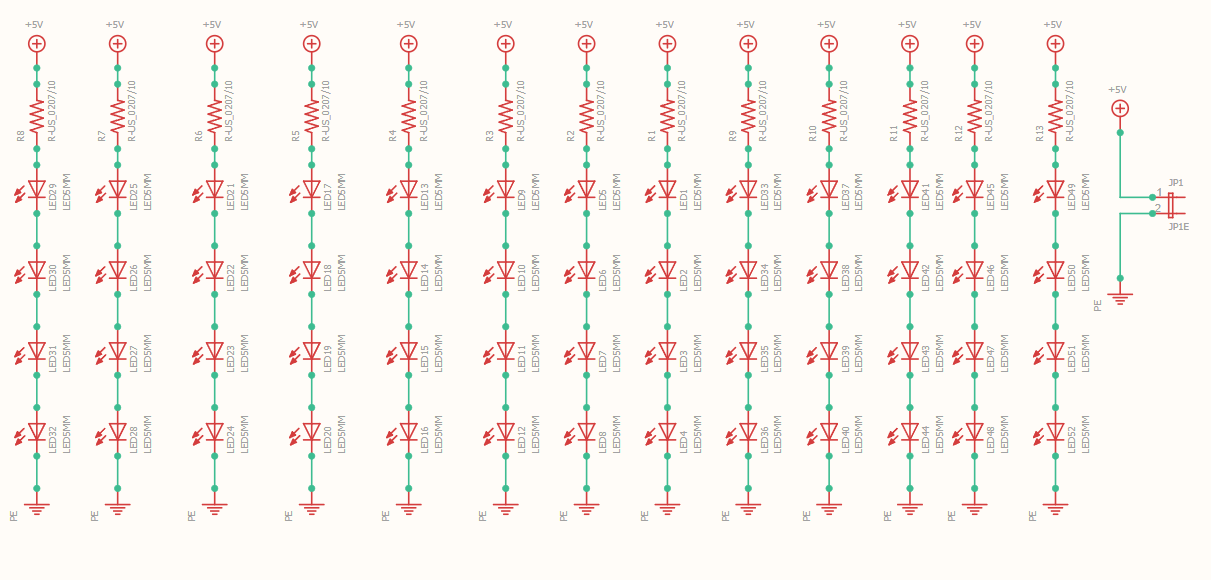 +5V +5V +5V +5V +5V +5V +5V +5V +5V +5V +5V +5V +5V
R8 R-US_0207/10 R7 R-US_0207/10 R6 R-US_0207/10 R5 R-US_0207/10 R4 R-US_0207/10 R3 R-US_0207/10 R2 R-US_0207/10 R1 R-US_0207/10 R9 R-US_0207/10 R10 R-US_0207/10 R11 R-US_0207/10 R12 R-US_0207/10 R13 R-US_0207/10
+5V
LED29 LED5MM LED25 LED5MM LED21 LED5MM LED17 LED5MM LED13 LED5MM LED9 LED5MM LED5 LED5MM LED1 LED5MM LED33 LED5MM LED37 LED5MM LED41 LED5MM LED45 LED5MM LED49 LED5MM
JP1
1
2
JP1E
LED30 LED5MM LED26 LED5MM LED22 LED5MM LED18 LED5MM LED14 LED5MM LED10 LED5MM LED6 LED5MM LED2 LED5MM LED34 LED5MM LED38 LED5MM LED42 LED5MM LED46 LED5MM LED50 LED5MM
PE
LED31 LED5MM LED27 LED5MM LED23 LED5MM LED19 LED5MM LED15 LED5MM LED11 LED5MM LED7 LED5MM LED3 LED5MM LED35 LED5MM LED39 LED5MM LED43 LED5MM LED47 LED5MM LED51 LED5MM
LED32 LED5MM LED28 LED5MM LED24 LED5MM LED20 LED5MM LED16 LED5MM LED12 LED5MM LED8 LED5MM LED4 LED5MM LED36 LED5MM LED40 LED5MM LED44 LED5MM LED48 LED5MM LED52 LED5MM
PE PE PE PE PE PE PE PE PE PE PE PE PE